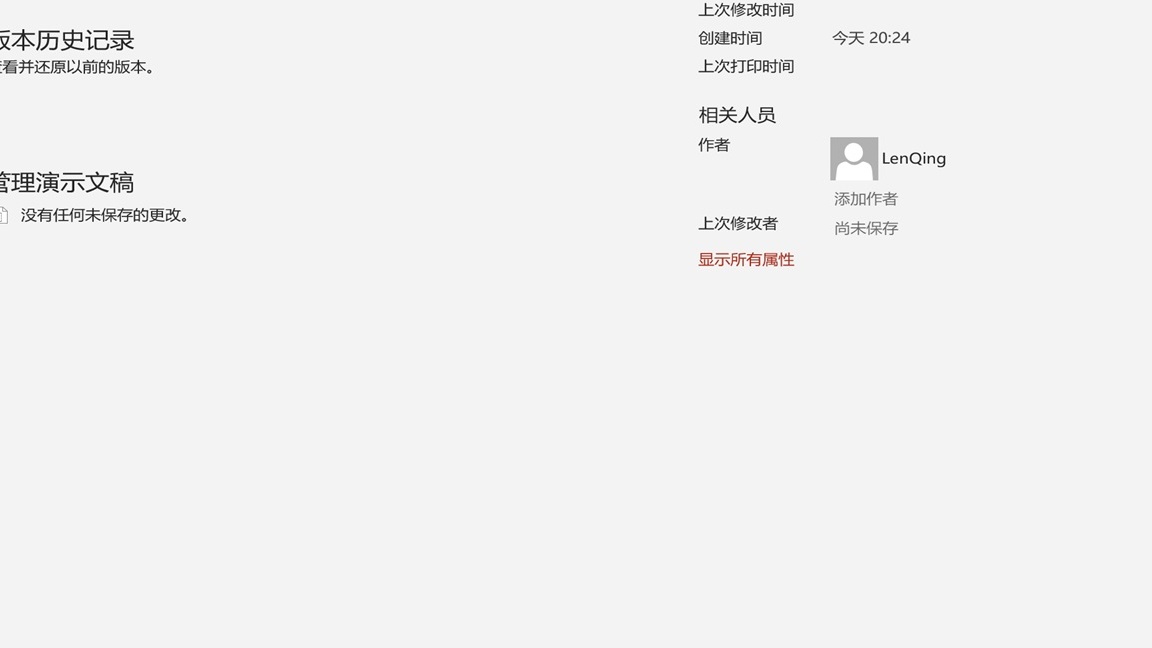 版本历史记录
查看并还原以前的版本。
管理演示文稿
没有任何未保存的更改。
上次修改时间
创建时间 今天 20:24
上次打印时间
相关人员
作者
LenQing
添加作者
上次修改者
尚未保存
显示所有属性